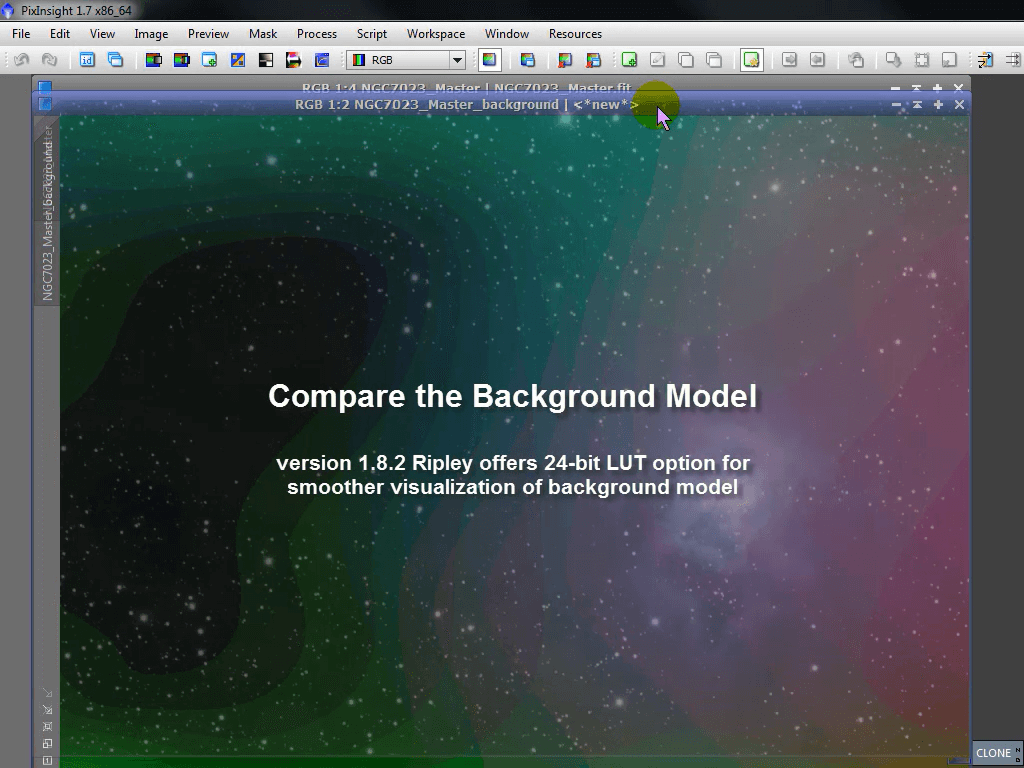 PixInsight 1.7 x86_64
File Edit View Image Preview Mask Process Script Workspace Window Resources
RGB
RGB 1:4 NGC7023_Master | NGC7023_Master.fit
RGB 1:2 NGC7023_Master_background | <*new*>
NGC7023_Master_background
Compare the Background Model
version 1.8.2 Ripley offers 24-bit LUT option for
smoother visualization of background model
CLONE